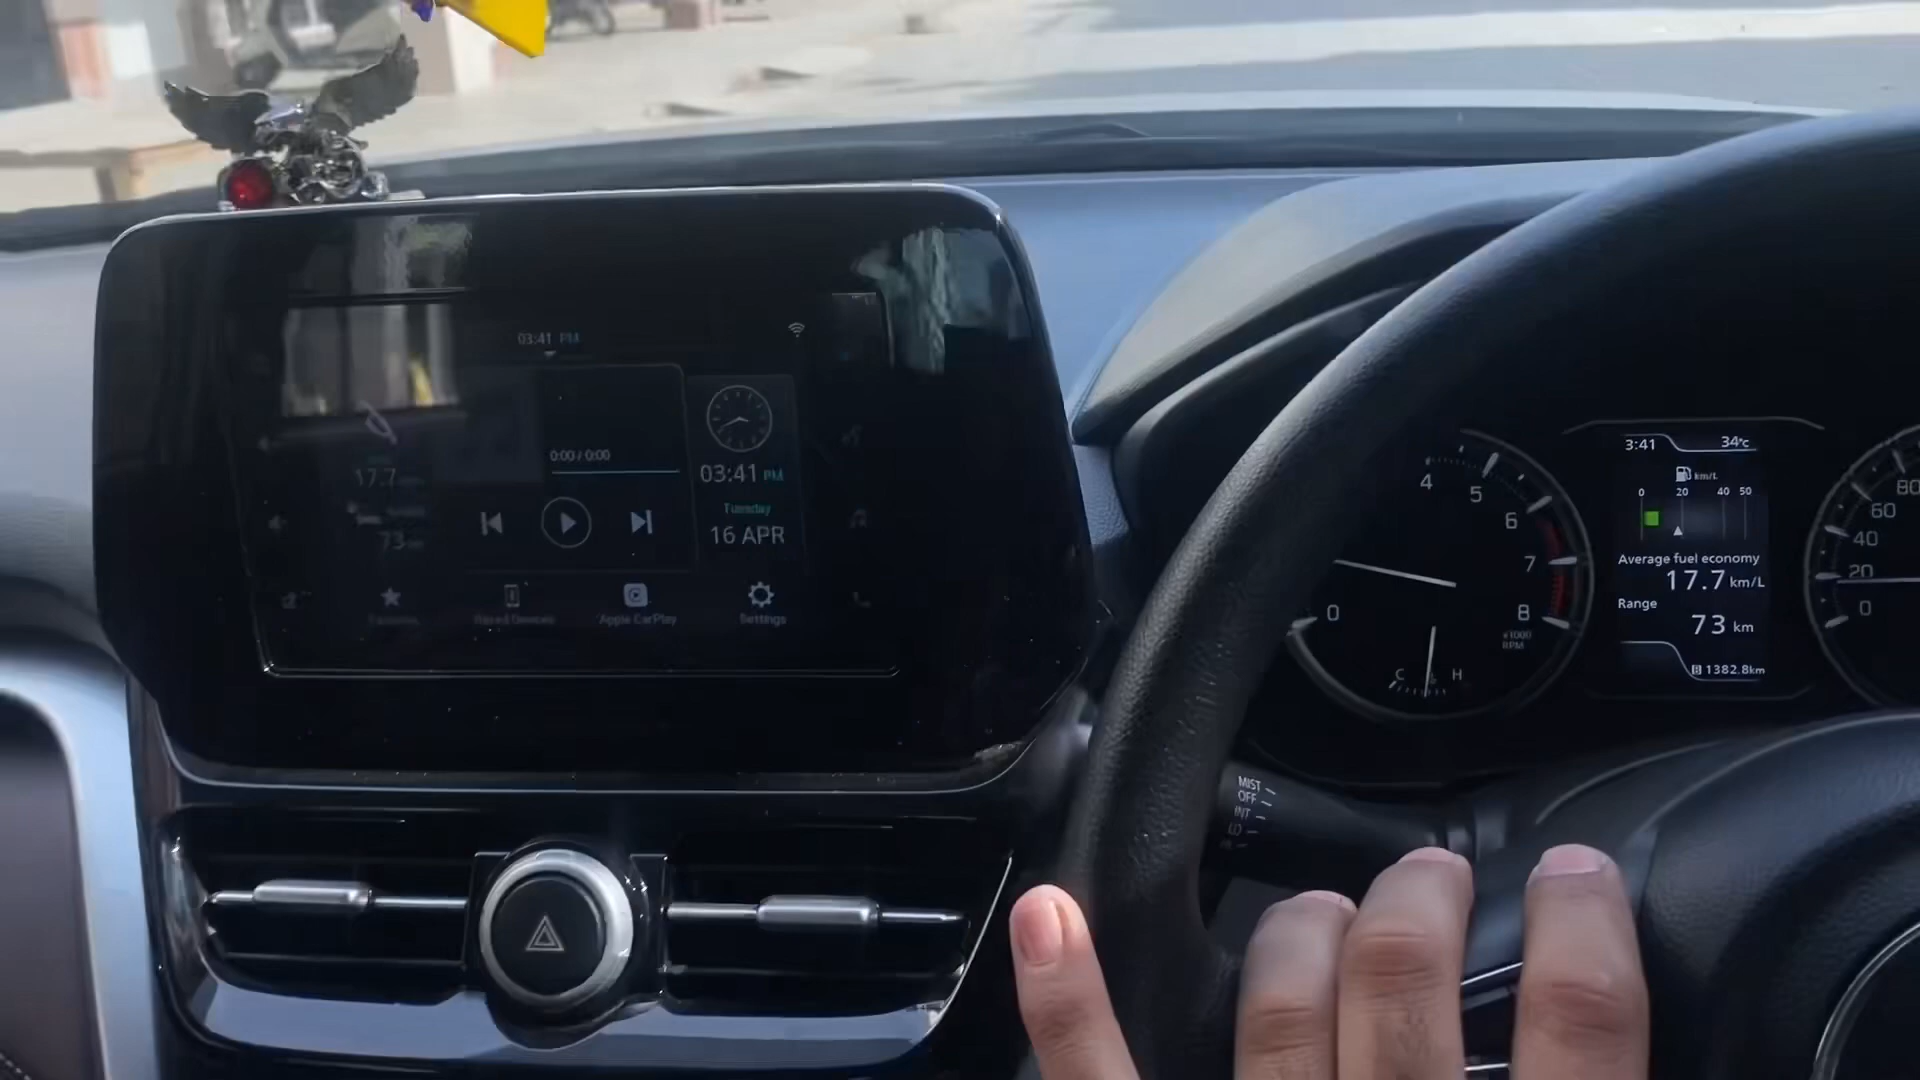 03:41 PM
17.7
73
0:00 / 0:00
03:41 PM
Tuesday
16 APR
Apple CarPlay
Settings
4
5
6
7
8
0
x1000
RPM
C
H
3:41
34°c
km/L
0 20 40 50
Average fuel economy
17.7 km/L
Range
73 km
B 1382.8km
80
60
40
20
0
MIST
OFF
INT
LO